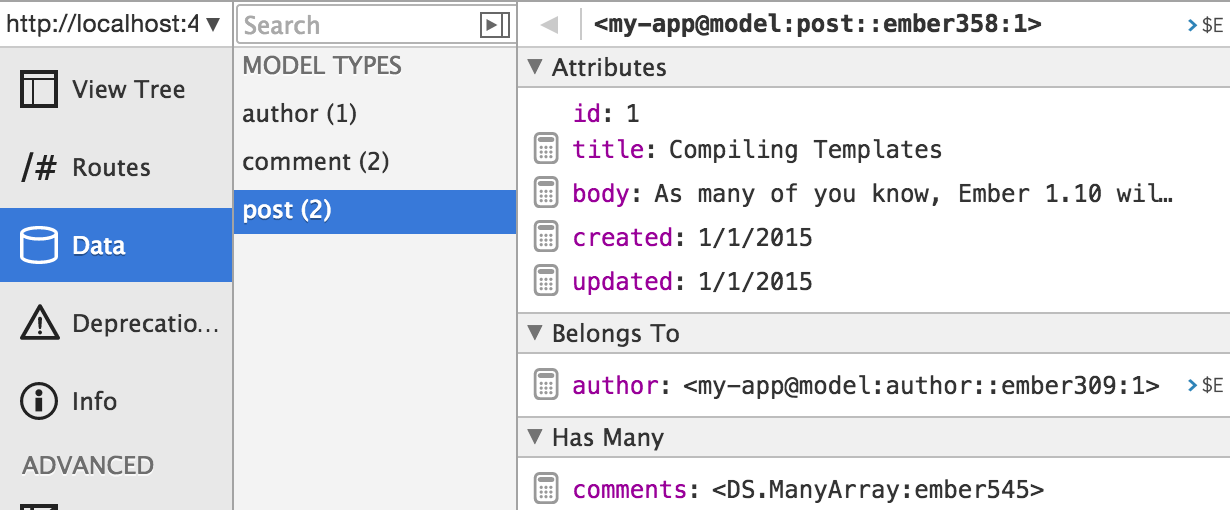 http://localhost:4 ▼
View Tree
/# Routes
Data
Deprecatio…
Info
ADVANCED
Search
MODEL TYPES
author (1)
comment (2)
post (2)
<my-app@model:post::ember358:1>
$E
Attributes
id: 1
title: Compiling Templates
body: As many of you know, Ember 1.10 wil…
created: 1/1/2015
updated: 1/1/2015
Belongs To
author: <my-app@model:author::ember309:1>
$E
Has Many
comments: <DS.ManyArray:ember545>